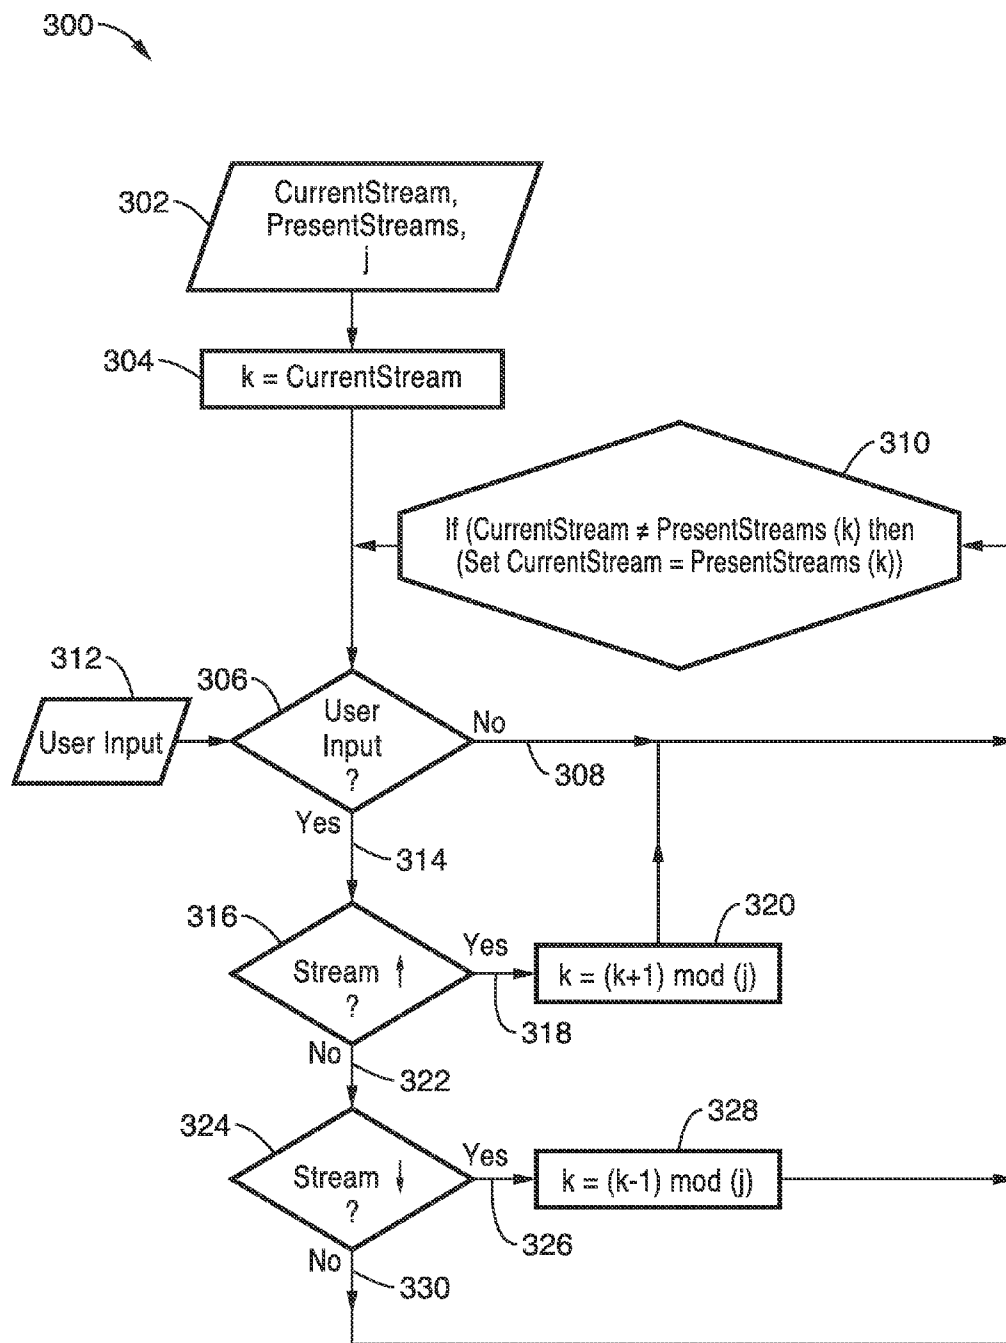 300
302
CurrentStream,
PresentStreams,
j
304
k = CurrentStream
310
If (CurrentStream ≠ PresentStreams (k) then
(Set CurrentStream = PresentStreams (k))
312
User Input
306
User
Input
?
No
308
Yes
314
316
Stream ↑
?
Yes
318
320
k = (k+1) mod (j)
No
322
324
Stream ↓
?
Yes
326
328
k = (k-1) mod (j)
No
330